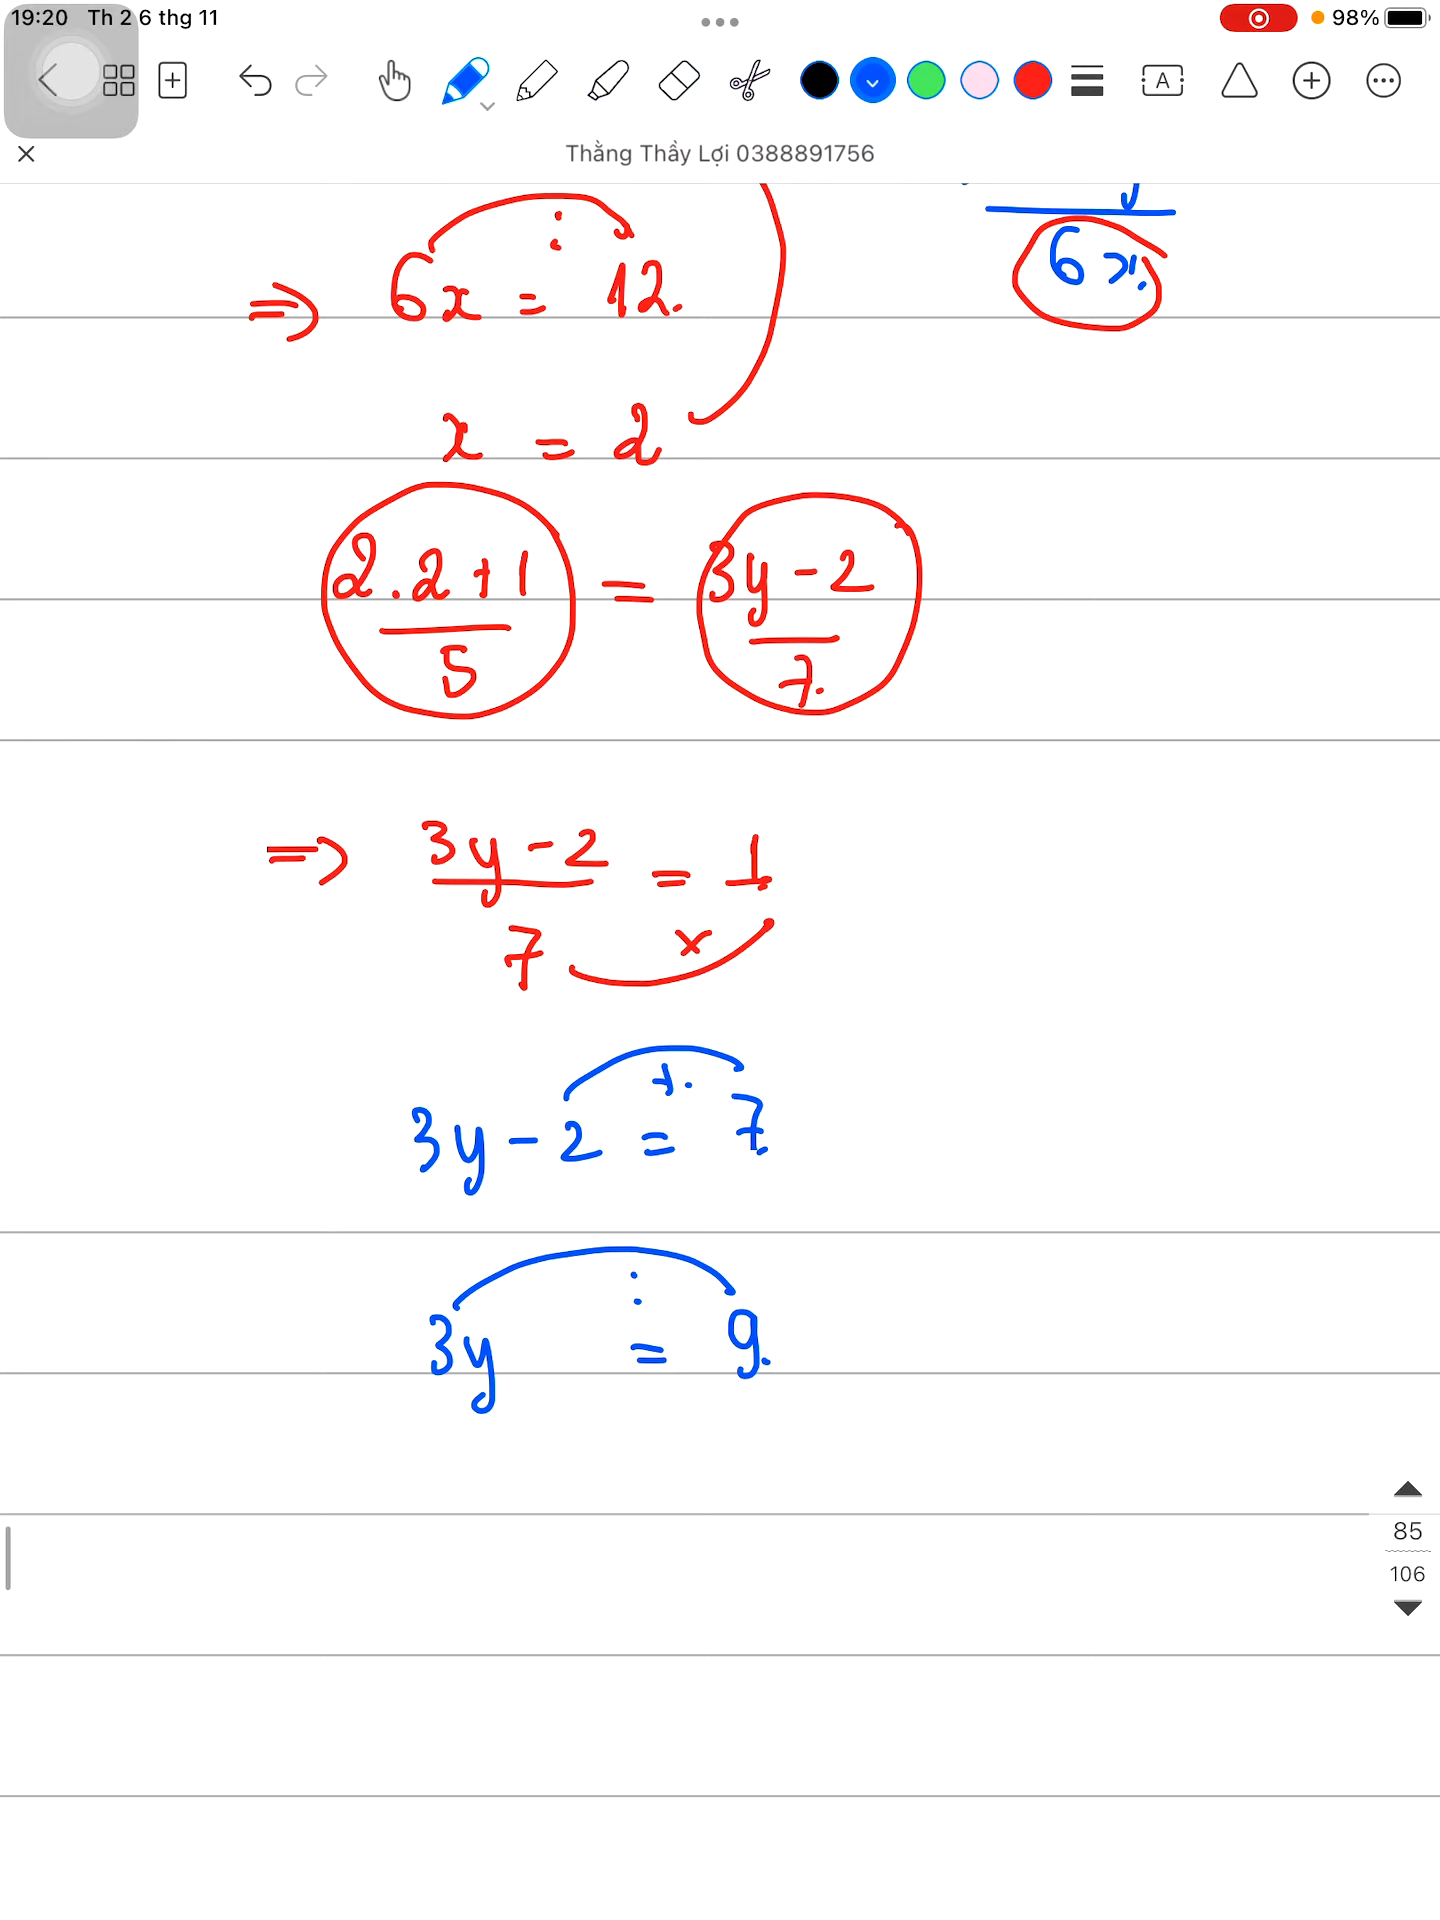 19:20 Th 2 6 thg 11 98%
A
Thằng Thầy Lợi 0388891756
6x
⇒ 6x : = 12.
x = 2
2.2+1 / 5 = 3y-2 / 7.
⇒ 3y-2 / 7 = 1
x
+.
3y-2 = 7.
:
3y = 9.
85
106